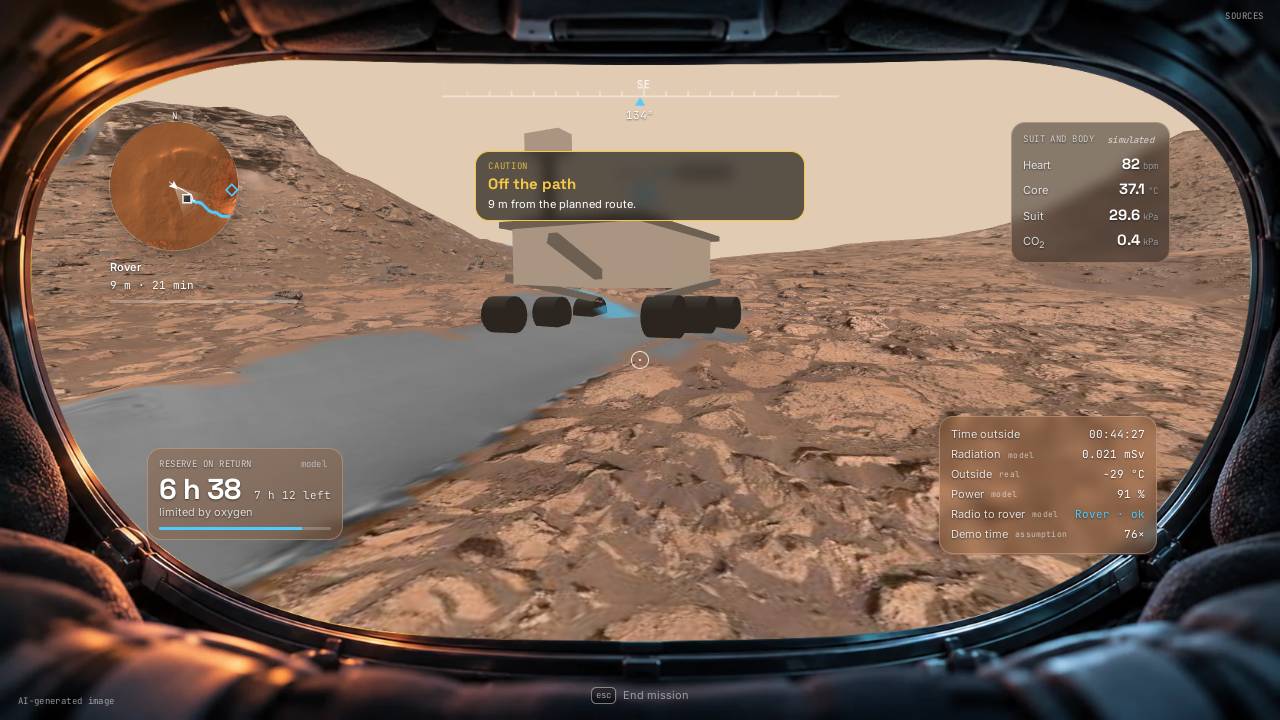 SOURCES
SE
134°
N
CAUTION
Off the path
9 m from the planned route.
Rover
9 m · 21 min
SUIT AND BODY simulated
Heart 82 bpm
Core 37.1 °C
Suit 29.6 kPa
CO2 0.4 kPa
RESERVE ON RETURN model
6 h 38 7 h 12 left
limited by oxygen
Time outside 00:44:27
Radiation model 0.021 mSv
Outside real -29 °C
Power model 91 %
Radio to rover model Rover · ok
Demo time assumption 76×
esc End mission
AI-generated image